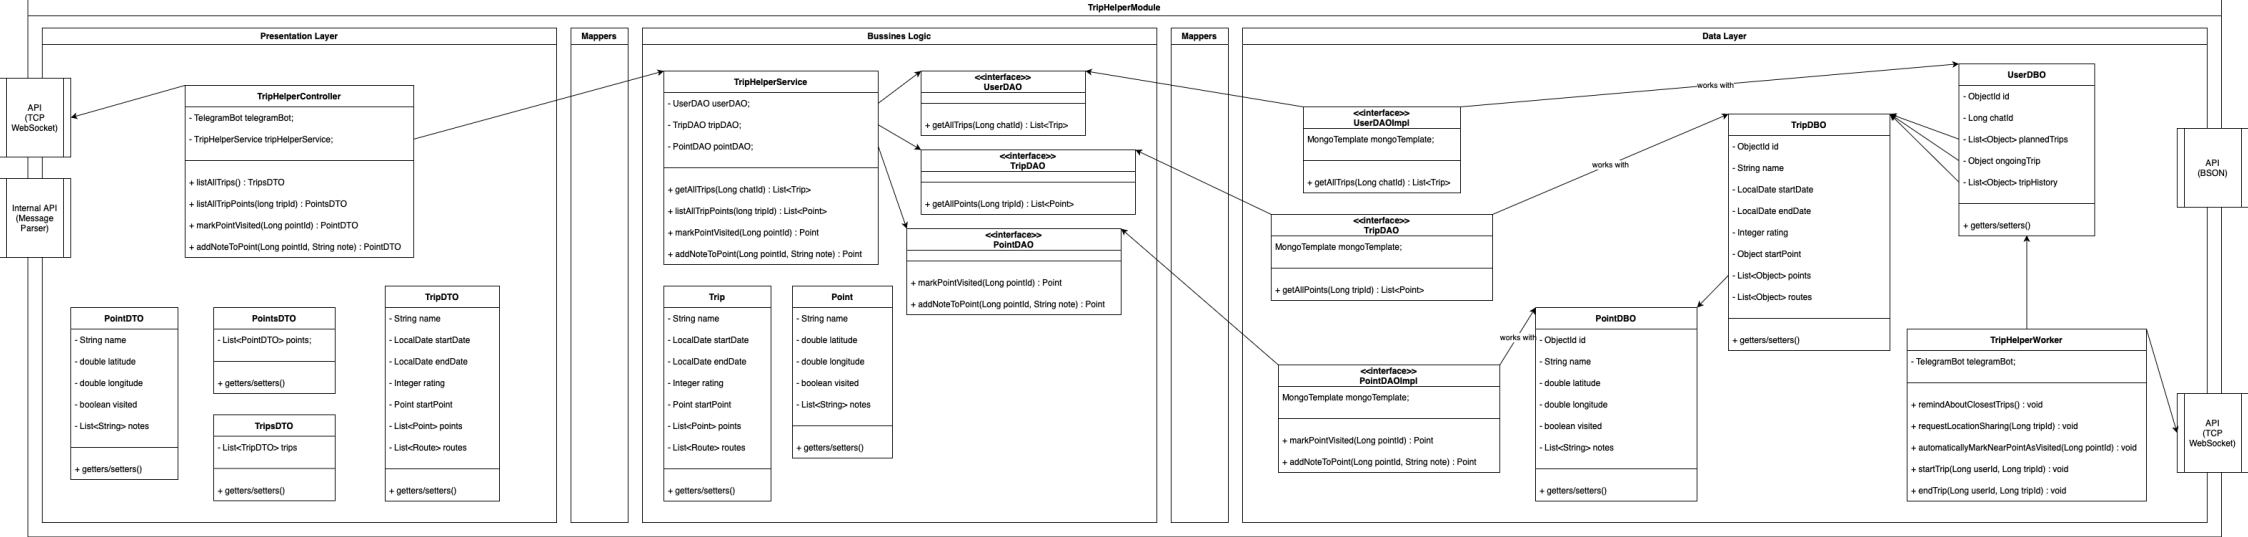 TripHelperModule
Presentation Layer
Mappers
Bussines Logic
Mappers
Data Layer
API
(TCP
WebSocket)
Internal API
(Message
Parser)
TripHelperController
- TelegramBot telegramBot;
- TripHelperService tripHelperService;
+ listAllTrips() : TripsDTO
+ listAllTripPoints(long tripId) : PointsDTO
+ markPointVisited(Long pointId) : PointDTO
+ addNoteToPoint(Long pointId, String note) : PointDTO
PointDTO
- String name
- double latitude
- double longitude
- boolean visited
- List<String> notes
+ getters/setters()
PointsDTO
- List<PointDTO> points;
+ getters/setters()
TripsDTO
- List<TripDTO> trips
+ getters/setters()
TripDTO
- String name
- LocalDate startDate
- LocalDate endDate
- Integer rating
- Point startPoint
- List<Point> points
- List<Route> routes
+ getters/setters()
TripHelperService
- UserDAO userDAO;
- TripDAO tripDAO;
- PointDAO pointDAO;
+ getAllTrips(Long chatId) : List<Trip>
+ listAllTripPoints(long tripId) : List<Point>
+ markPointVisited(Long pointId) : Point
+ addNoteToPoint(Long pointId, String note) : Point
<<interface>>
UserDAO
+ getAllTrips(Long chatId) : List<Trip>
<<interface>>
TripDAO
+ getAllPoints(Long tripId) : List<Point>
<<interface>>
PointDAO
+ markPointVisited(Long pointId) : Point
+ addNoteToPoint(Long pointId, String note) : Point
Trip
- String name
- LocalDate startDate
- LocalDate endDate
- Integer rating
- Point startPoint
- List<Point> points
- List<Route> routes
+ getters/setters()
Point
- String name
- double latitude
- double longitude
- boolean visited
- List<String> notes
+ getters/setters()
<<interface>>
UserDAOImpl
MongoTemplate mongoTemplate;
+ getAllTrips(Long chatId) : List<Trip>
<<interface>>
TripDAO
MongoTemplate mongoTemplate;
+ getAllPoints(Long tripId) : List<Point>
<<interface>>
PointDAOImpl
MongoTemplate mongoTemplate;
+ markPointVisited(Long pointId) : Point
+ addNoteToPoint(Long pointId, String note) : Point
works with
works with
works with
PointDBO
- ObjectId id
- String name
- double latitude
- double longitude
- boolean visited
- List<String> notes
+ getters/setters()
TripDBO
- ObjectId id
- String name
- LocalDate startDate
- LocalDate endDate
- Integer rating
- Object startPoint
- List<Object> points
- List<Object> routes
+ getters/setters()
UserDBO
- ObjectId id
- Long chatId
- List<Object> plannedTrips
- Object ongoingTrip
- List<Object> tripHistory
+ getters/setters()
TripHelperWorker
- TelegramBot telegramBot;
+ remindAboutClosestTrips() : void
+ requestLocationSharing(Long tripId) : void
+ automaticallyMarkNearPointAsVisited(Long pointId) : void
+ startTrip(Long userId, Long tripId) : void
+ endTrip(Long userId, Long tripId) : void
API
(BSON)
API
(TCP
WebSocket)